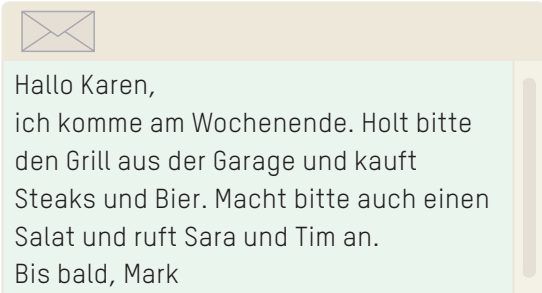 Hallo Karen,
ich komme am Wochenende. Holt bitte
den Grill aus der Garage und kauft
Steaks und Bier. Macht bitte auch einen
Salat und ruft Sara und Tim an.
Bis bald, Mark